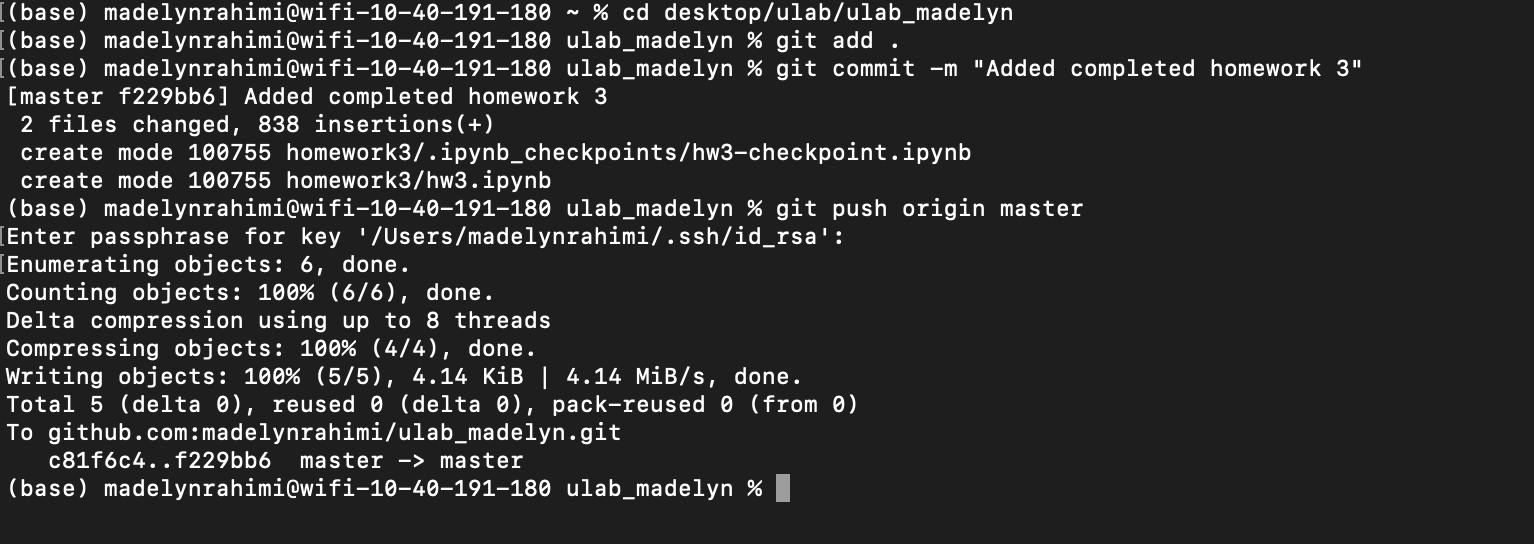 (base) madelynrahimi@wifi-10-40-191-180 ~ % cd desktop/ulab/ulab_madelyn
[(base) madelynrahimi@wifi-10-40-191-180 ulab_madelyn % git add .
[(base) madelynrahimi@wifi-10-40-191-180 ulab_madelyn % git commit -m "Added completed homework 3"
[master f229bb6] Added completed homework 3
 2 files changed, 838 insertions(+)
 create mode 100755 homework3/.ipynb_checkpoints/hw3-checkpoint.ipynb
 create mode 100755 homework3/hw3.ipynb
(base) madelynrahimi@wifi-10-40-191-180 ulab_madelyn % git push origin master
[Enter passphrase for key '/Users/madelynrahimi/.ssh/id_rsa':
[Enumerating objects: 6, done.
Counting objects: 100% (6/6), done.
Delta compression using up to 8 threads
Compressing objects: 100% (4/4), done.
Writing objects: 100% (5/5), 4.14 KiB | 4.14 MiB/s, done.
Total 5 (delta 0), reused 0 (delta 0), pack-reused 0 (from 0)
To github.com:madelynrahimi/ulab_madelyn.git
   c81f6c4..f229bb6  master -> master
(base) madelynrahimi@wifi-10-40-191-180 ulab_madelyn %